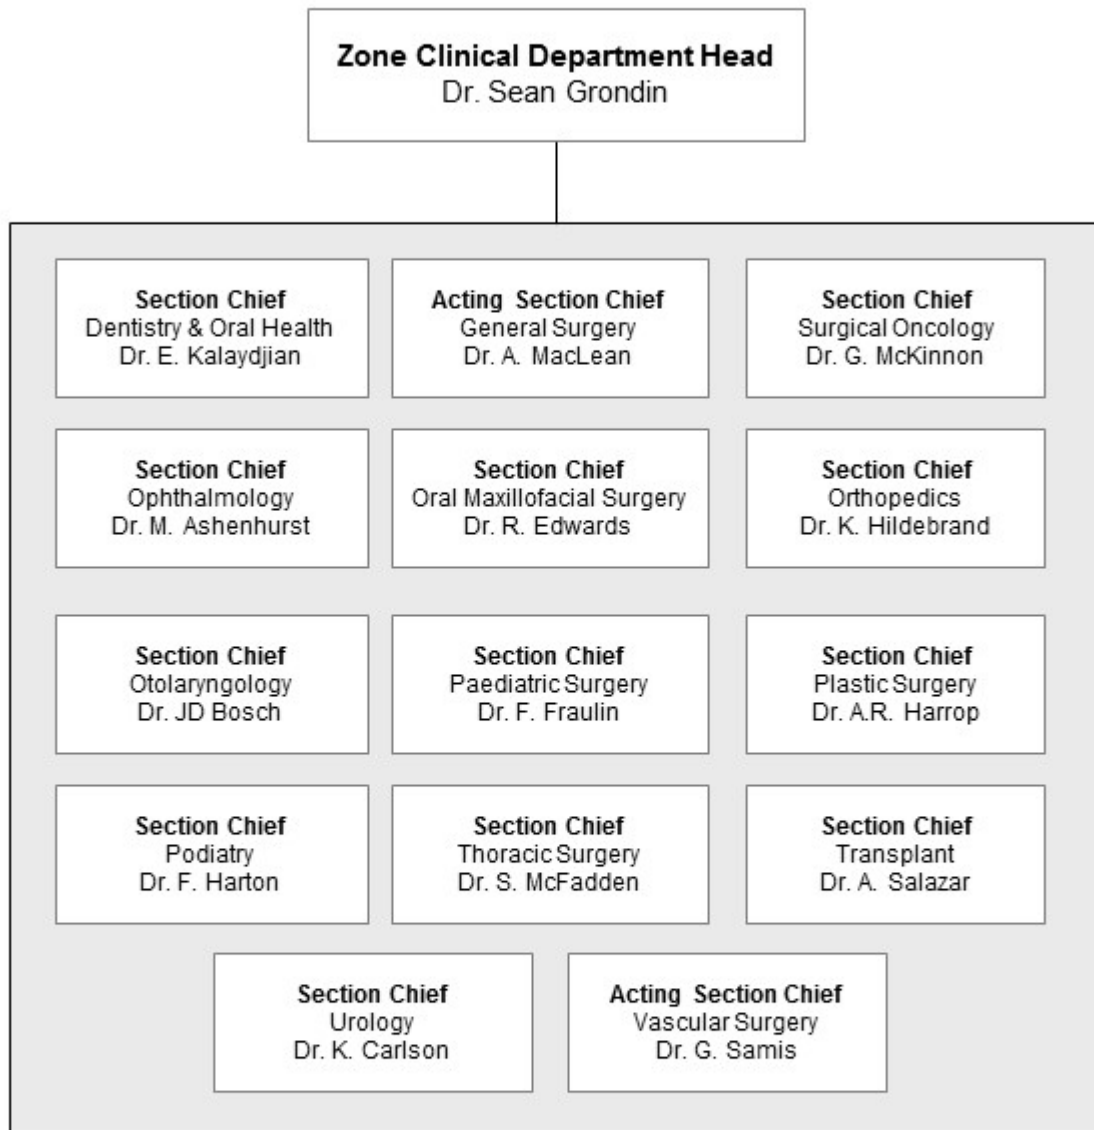 Zone Clinical Department Head
Dr. Sean Grondin
Section Chief
Dentistry & Oral Health
Dr. E. Kalaydjian
Acting Section Chief
General Surgery
Dr. A. MacLean
Section Chief
Surgical Oncology
Dr. G. McKinnon
Section Chief
Ophthalmology
Dr. M. Ashenhurst
Section Chief
Oral Maxillofacial Surgery
Dr. R. Edwards
Section Chief
Orthopedics
Dr. K. Hildebrand
Section Chief
Otolaryngology
Dr. JD Bosch
Section Chief
Paediatric Surgery
Dr. F. Fraulin
Section Chief
Plastic Surgery
Dr. A.R. Harrop
Section Chief
Podiatry
Dr. F. Harton
Section Chief
Thoracic Surgery
Dr. S. McFadden
Section Chief
Transplant
Dr. A. Salazar
Section Chief
Urology
Dr. K. Carlson
Acting Section Chief
Vascular Surgery
Dr. G. Samis